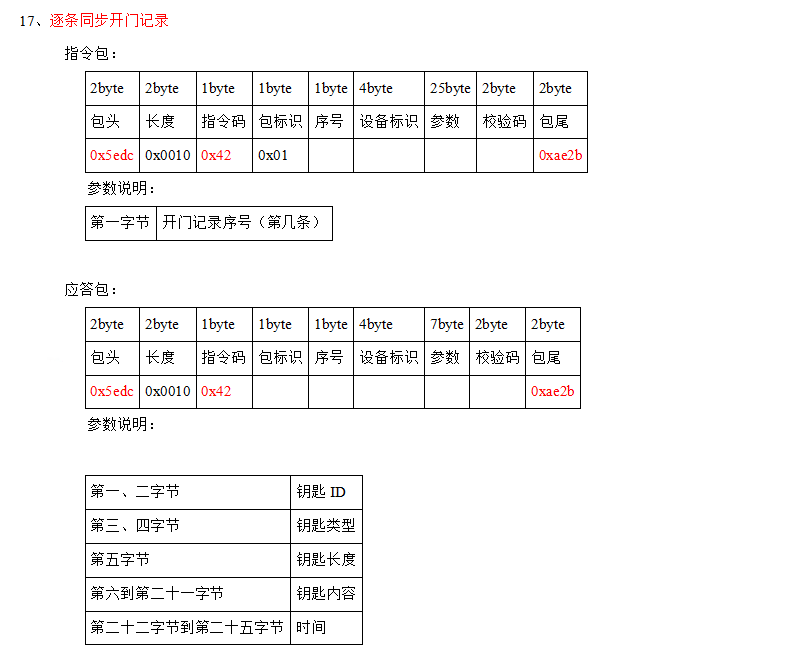 17、逐条同步开门记录
指令包：
2byte 2byte 1byte 1byte 1byte 4byte 25byte 2byte 2byte
包头 长度 指令码 包标识 序号 设备标识 参数 校验码 包尾
0x5edc 0x0010 0x42 0x01 0xae2b
参数说明：
第一字节 开门记录序号（第几条）
应答包：
2byte 2byte 1byte 1byte 1byte 4byte 7byte 2byte 2byte
包头 长度 指令码 包标识 序号 设备标识 参数 校验码 包尾
0x5edc 0x0010 0x42 0xae2b
参数说明：
第一、二字节 钥匙 ID
第三、四字节 钥匙类型
第五字节 钥匙长度
第六到第二十一字节 钥匙内容
第二十二字节到第二十五字节 时间